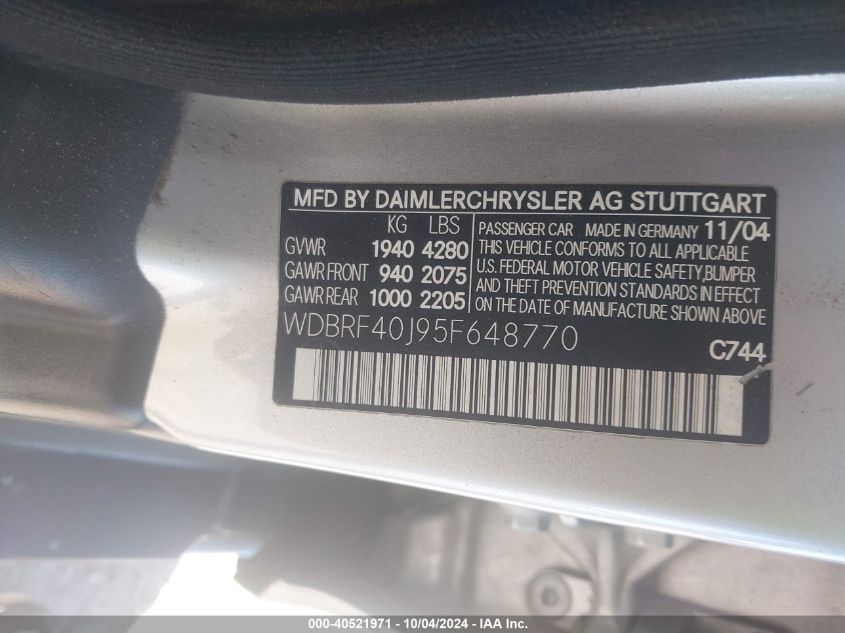 MFD BY DAIMLERCHRYSLER AG STUTTGART
KG LBS
GVWR 1940 4280
GAWR FRONT 940 2075
GAWR REAR 1000 2205
PASSENGER CAR MADE IN GERMANY 11/04
THIS VEHICLE CONFORMS TO ALL APPLICABLE
U.S. FEDERAL MOTOR VEHICLE SAFETY,BUMPER
AND THEFT PREVENTION STANDARDS IN EFFECT
ON THE DATE OF MANUFACTURE SHOWN ABOVE
WDBRF40J95F648770
C744
000-40521971 - 10/04/2024 - IAA Inc.